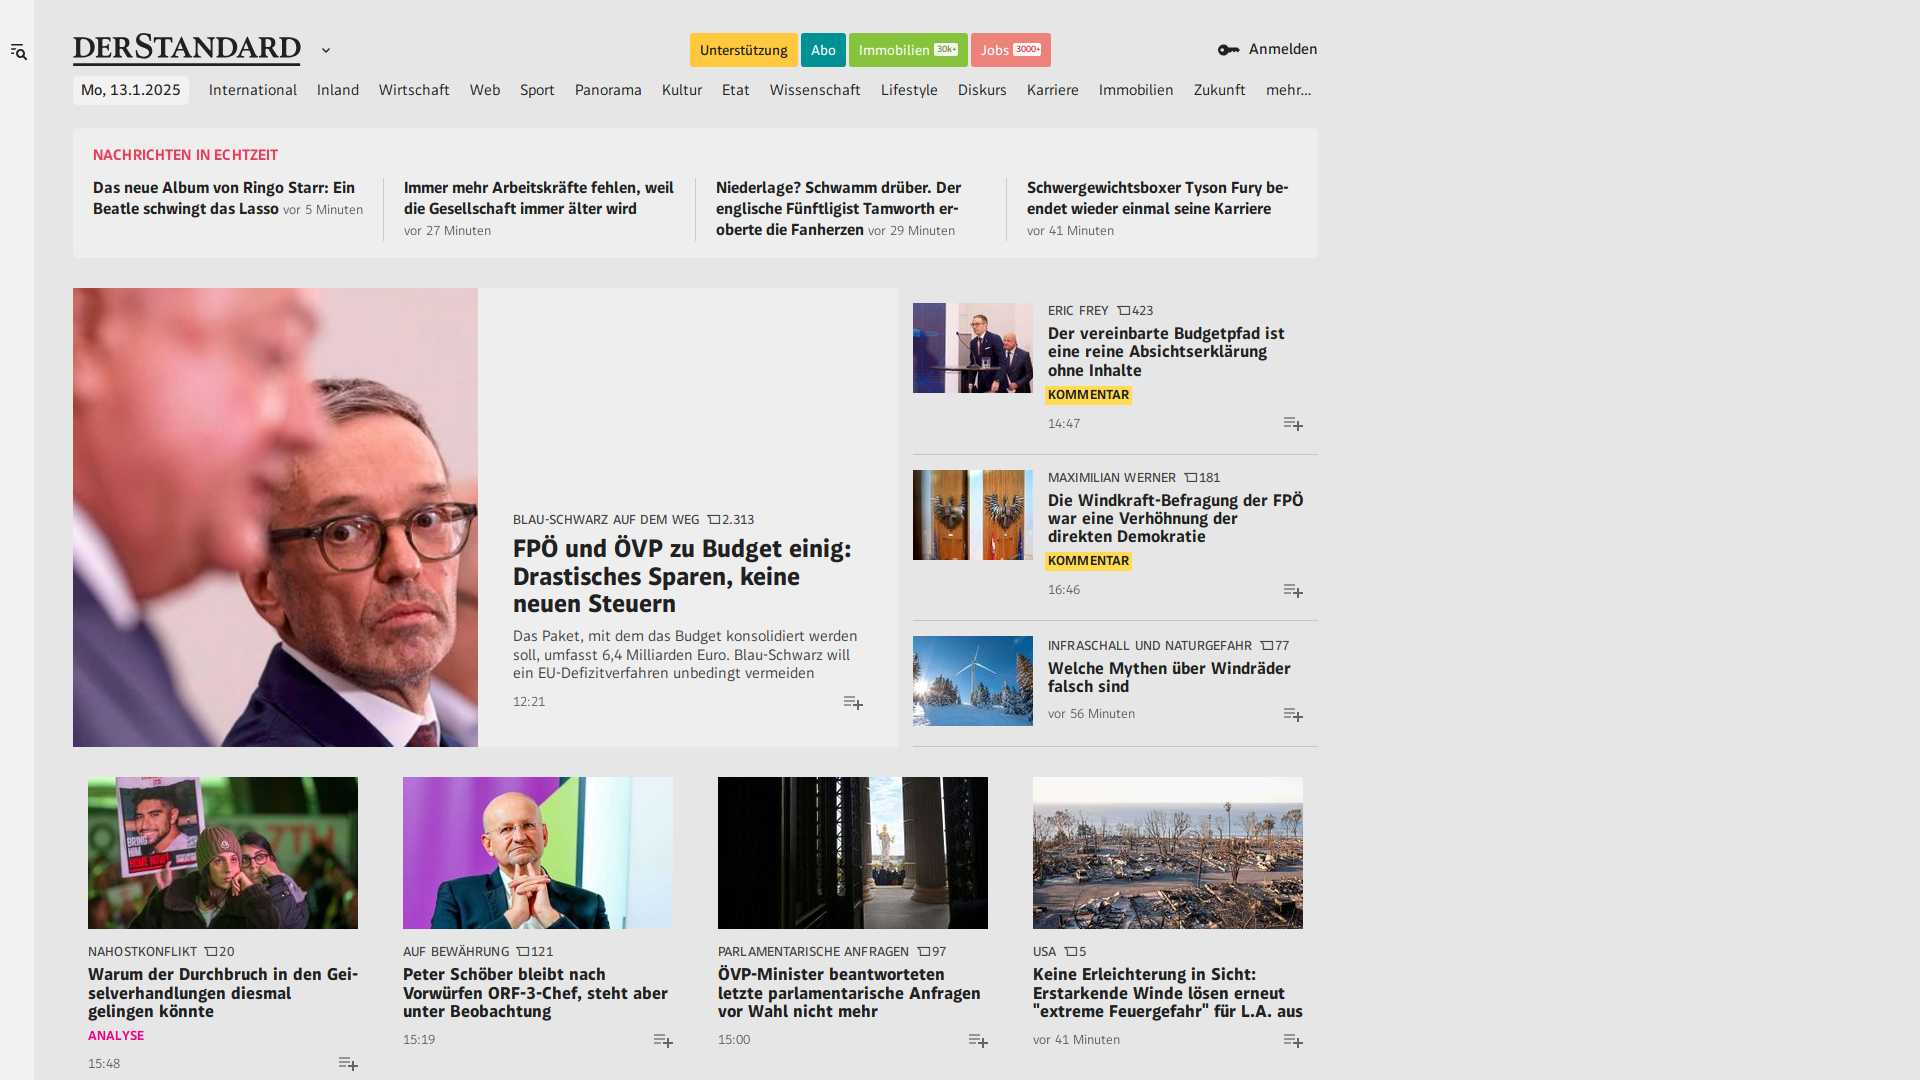 DERSTANDARD
Unterstützung
Abo
Immobilien 30k+
Jobs 3000+
Anmelden
Mo, 13.1.2025
International
Inland
Wirtschaft
Web
Sport
Panorama
Kultur
Etat
Wissenschaft
Lifestyle
Diskurs
Karriere
Immobilien
Zukunft
mehr...
NACHRICHTEN IN ECHTZEIT
Das neue Album von Ringo Starr: Ein
Beatle schwingt das Lasso vor 5 Minuten
Immer mehr Arbeitskräfte fehlen, weil
die Gesellschaft immer älter wird
vor 27 Minuten
Niederlage? Schwamm drüber. Der
englische Fünftligist Tamworth er-
oberte die Fanherzen vor 29 Minuten
Schwergewichtsboxer Tyson Fury be-
endet wieder einmal seine Karriere
vor 41 Minuten
BLAU-SCHWARZ AUF DEM WEG 2.313
FPÖ und ÖVP zu Budget einig:
Drastisches Sparen, keine
neuen Steuern
Das Paket, mit dem das Budget konsolidiert werden
soll, umfasst 6,4 Milliarden Euro. Blau-Schwarz will
ein EU-Defizitverfahren unbedingt vermeiden
12:21
ERIC FREY 423
Der vereinbarte Budgetpfad ist
eine reine Absichtserklärung
ohne Inhalte
KOMMENTAR
14:47
MAXIMILIAN WERNER 181
Die Windkraft-Befragung der FPÖ
war eine Verhöhnung der
direkten Demokratie
KOMMENTAR
16:46
INFRASCHALL UND NATURGEFAHR 77
Welche Mythen über Windräder
falsch sind
vor 56 Minuten
BRING
HIM
HOME NOW!
7TH
NAHOSTKONFLIKT 20
Warum der Durchbruch in den Gei-
selverhandlungen diesmal
gelingen könnte
ANALYSE
15:48
AUF BEWÄHRUNG 121
Peter Schöber bleibt nach
Vorwürfen ORF-3-Chef, steht aber
unter Beobachtung
15:19
PARLAMENTARISCHE ANFRAGEN 97
ÖVP-Minister beantworteten
letzte parlamentarische Anfragen
vor Wahl nicht mehr
15:00
USA 5
Keine Erleichterung in Sicht:
Erstarkende Winde lösen erneut
"extreme Feuergefahr" für L.A. aus
vor 41 Minuten